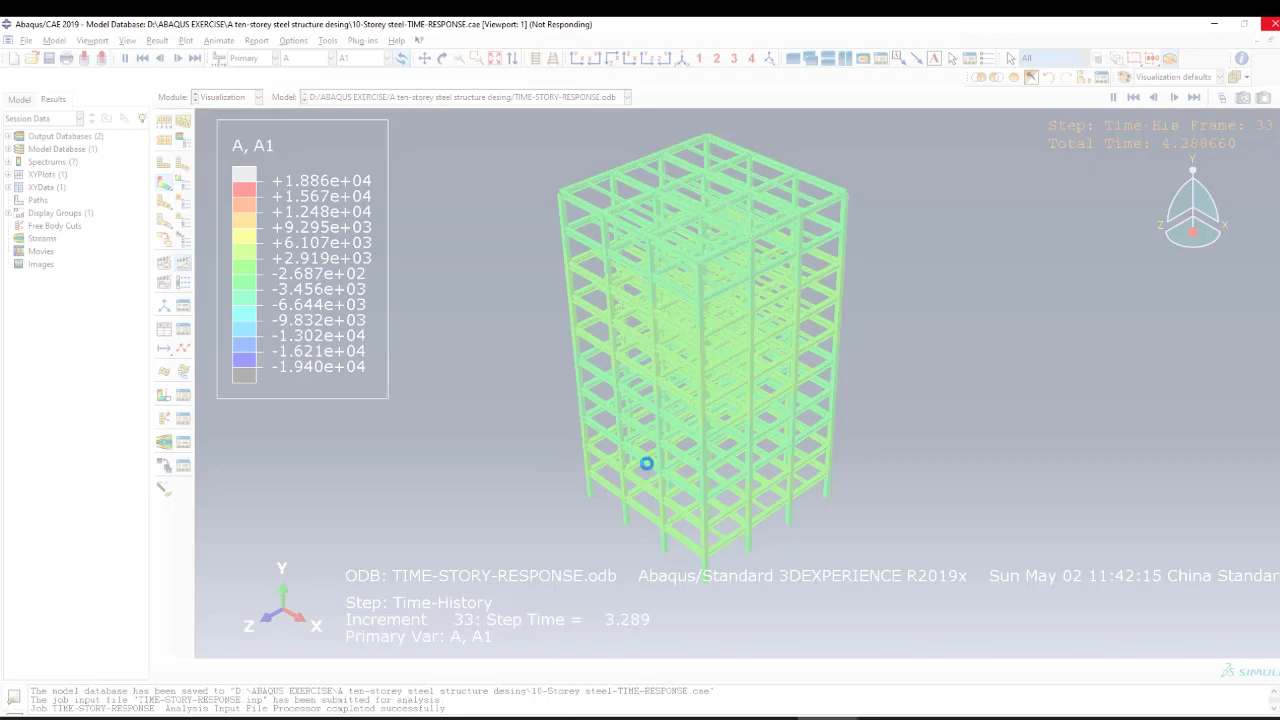 Abaqus/CAE 2019 - Model Database: D:\ABAQUS EXERCISE\A ten-storey steel structure desing\10-Storey steel-TIME-RESPONSE.cae [Viewport: 1] (Not Responding)
File Model Viewport View Result Plot Animate Report Options Tools Plug-ins Help
Primary A A1 1 2 3 4 All
Visualization defaults
Model Results Module: Visualization Model: D:/ABAQUS EXERCISE/A ten-storey steel structure desing/TIME-STORY-RESPONSE.odb
Session Data
Output Databases (2)
Model Database (1)
Spectrums (7)
XYPlots (1)
XYData (1)
Paths
Display Groups (1)
Free Body Cuts
Streams
Movies
Images
A, A1
+1.886e+04
+1.567e+04
+1.248e+04
+9.295e+03
+6.107e+03
+2.919e+03
-2.687e+02
-3.456e+03
-6.644e+03
-9.832e+03
-1.302e+04
-1.621e+04
-1.940e+04
Step: Time-His Frame: 33
Total Time: 4.288660
Y
Z X
Y
Z X
ODB: TIME-STORY-RESPONSE.odb Abaqus/Standard 3DEXPERIENCE R2019x Sun May 02 11:42:15 China Standar
Step: Time-History
Increment 33: Step Time = 3.289
Primary Var: A, A1
SIMULI
The model database has been saved to "D:\ABAQUS EXERCISE\A ten-storey steel structure desing\10-Storey steel-TIME-RESPONSE.cae"
The job input file "TIME-STORY-RESPONSE.inp" has been submitted for analysis.
Job TIME-STORY-RESPONSE Analysis Input File Processor completed successfully